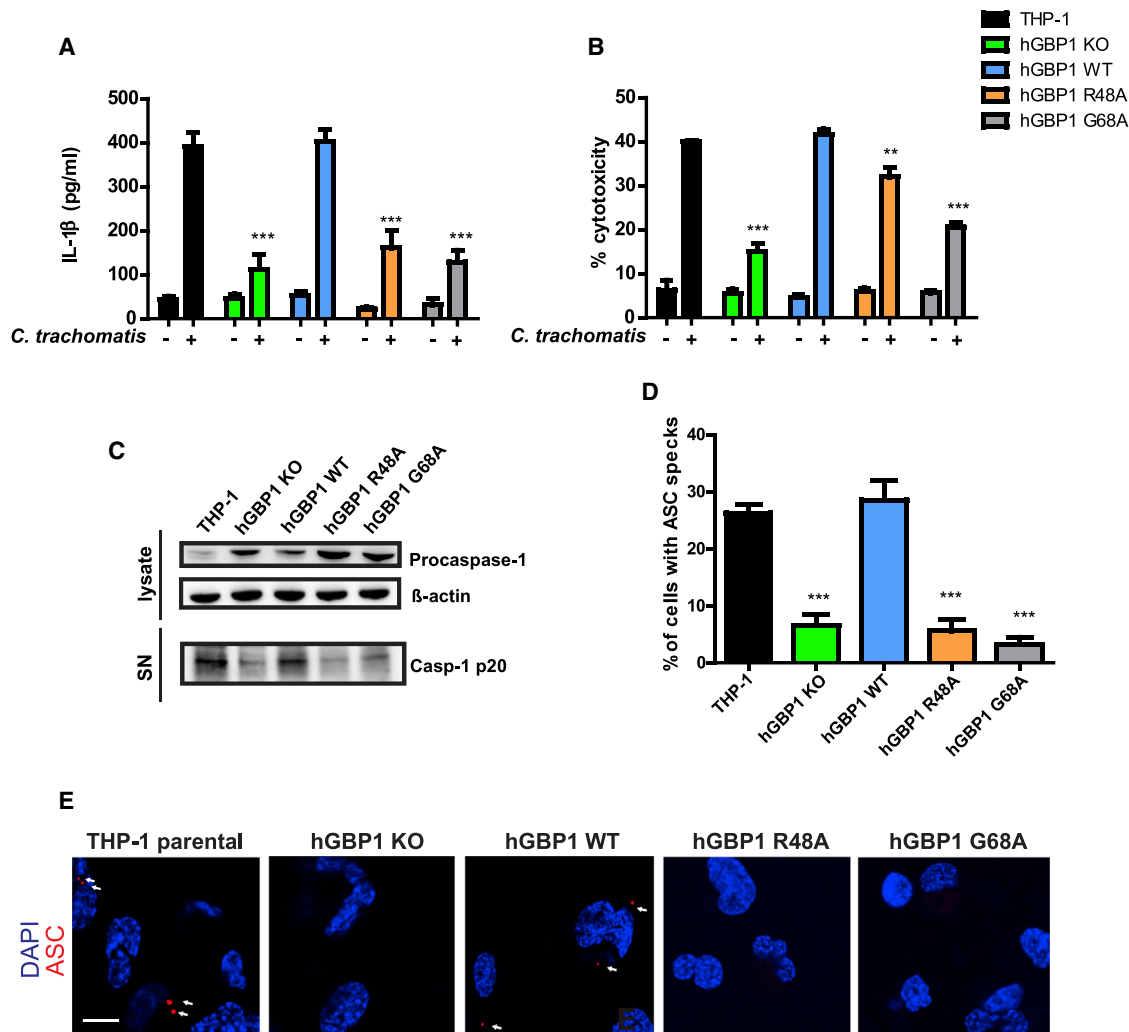 A
B
THP-1
hGBP1 KO
hGBP1 WT
hGBP1 R48A
hGBP1 G68A
IL-1β (pg/ml)
500
400
300
200
100
0
***
***
***
C. trachomatis - + - + - + - + - +
% cytotoxicity
50
40
30
20
10
0
***
**
***
C. trachomatis - + - + - + - + - +
C
THP-1
hGBP1 KO
hGBP1 WT
hGBP1 R48A
hGBP1 G68A
lysate
Procaspase-1
ß-actin
SN
Casp-1 p20
D
% of cells with ASC specks
40
30
20
10
0
***
***
***
THP-1
hGBP1 KO
hGBP1 WT
hGBP1 R48A
hGBP1 G68A
E
THP-1 parental
hGBP1 KO
hGBP1 WT
hGBP1 R48A
hGBP1 G68A
DAPI
ASC